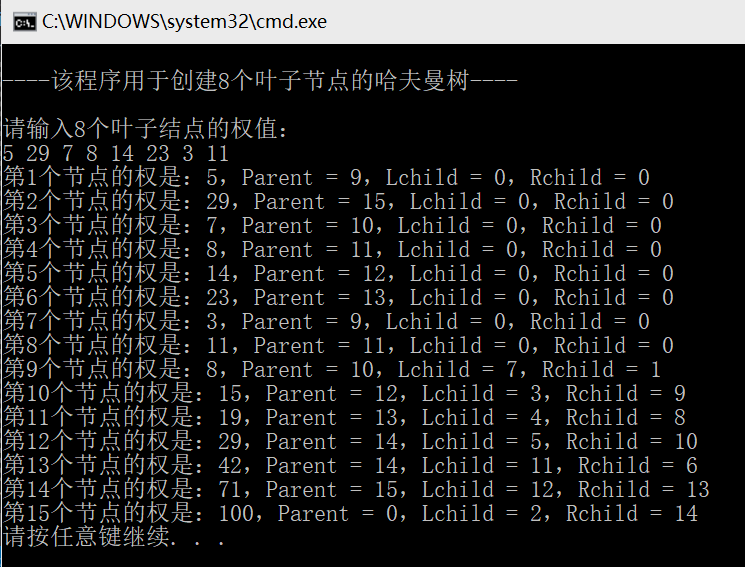 C:\WINDOWS\system32\cmd.exe
----该程序用于创建8个叶子节点的哈夫曼树----
请输入8个叶子结点的权值:
5 29 7 8 14 23 3 11
第1个节点的权是: 5, Parent = 9, Lchild = 0, Rchild = 0
第2个节点的权是: 29, Parent = 15, Lchild = 0, Rchild = 0
第3个节点的权是: 7, Parent = 10, Lchild = 0, Rchild = 0
第4个节点的权是: 8, Parent = 11, Lchild = 0, Rchild = 0
第5个节点的权是: 14, Parent = 12, Lchild = 0, Rchild = 0
第6个节点的权是: 23, Parent = 13, Lchild = 0, Rchild = 0
第7个节点的权是: 3, Parent = 9, Lchild = 0, Rchild = 0
第8个节点的权是: 11, Parent = 11, Lchild = 0, Rchild = 0
第9个节点的权是: 8, Parent = 10, Lchild = 7, Rchild = 1
第10个节点的权是: 15, Parent = 12, Lchild = 3, Rchild = 9
第11个节点的权是: 19, Parent = 13, Lchild = 4, Rchild = 8
第12个节点的权是: 29, Parent = 14, Lchild = 5, Rchild = 10
第13个节点的权是: 42, Parent = 14, Lchild = 11, Rchild = 6
第14个节点的权是: 71, Parent = 15, Lchild = 12, Rchild = 13
第15个节点的权是: 100, Parent = 0, Lchild = 2, Rchild = 14
请按任意键继续. . .